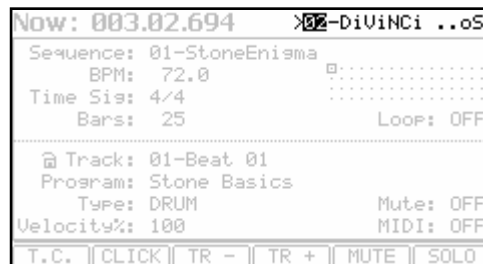 Now: 003.02.694 >02-DiViNCi ..oS
Sequence: 01-StoneEnigma
BPM: 72.0
Time Sig: 4/4
Bars: 25 Loop: OFF
Track: 01-Beat 01
Program: Stone Basics
Type: DRUM Mute: OFF
Velocity%: 100 MIDI: OFF
T.C. CLICK TR - TR + MUTE SOLO